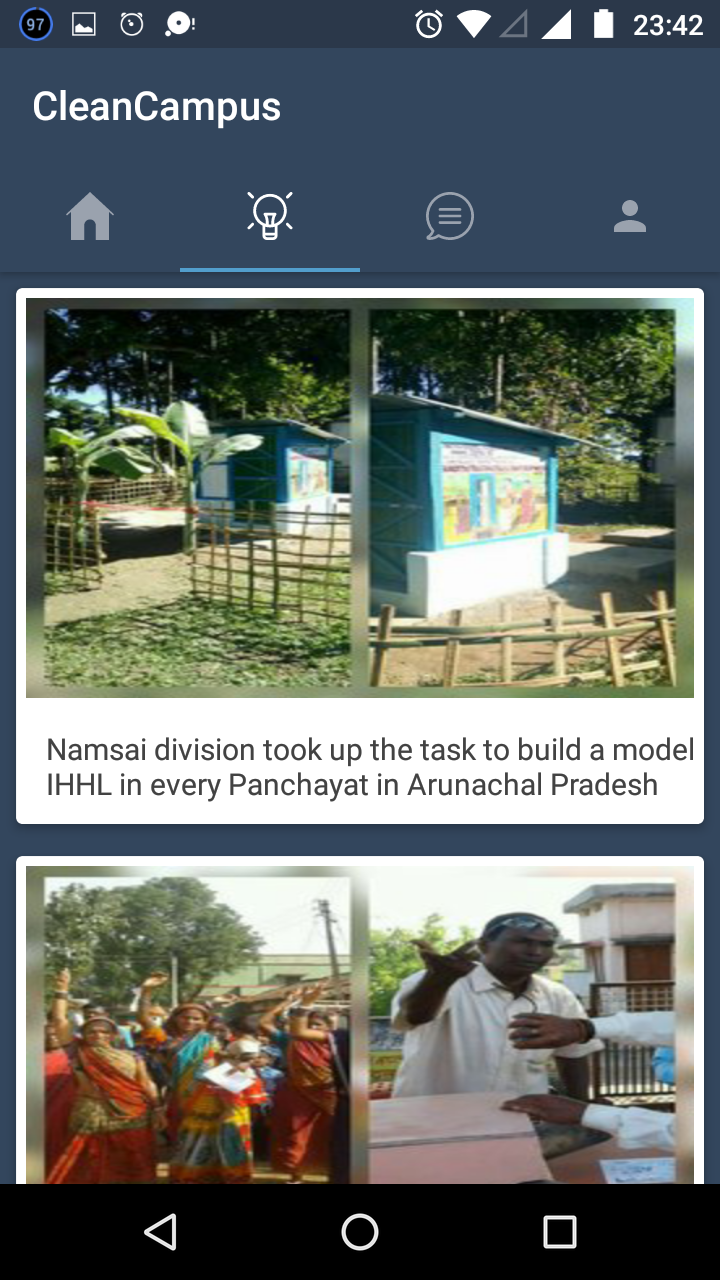 97
23:42
CleanCampus
Namsai division took up the task to build a model
IHHL in every Panchayat in Arunachal Pradesh